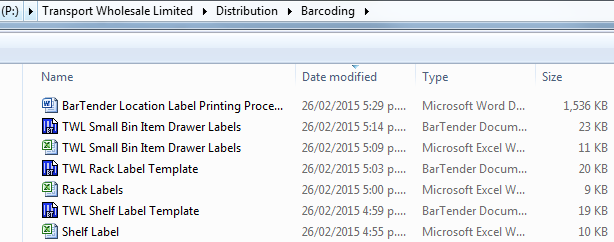 (P:) Transport Wholesale Limited Distribution Barcoding
Name Date modified Type Size
BarTender Location Label Printing Proce... 26/02/2015 5:29 p.... Microsoft Word D... 1,536 KB
TWL Small Bin Item Drawer Labels 26/02/2015 5:14 p.... BarTender Docum... 23 KB
TWL Small Bin Item Drawer Labels 26/02/2015 5:09 p.... Microsoft Excel W... 11 KB
TWL Rack Label Template 26/02/2015 5:03 p.... BarTender Docum... 20 KB
Rack Labels 26/02/2015 5:00 p.... Microsoft Excel W... 9 KB
TWL Shelf Label Template 26/02/2015 4:59 p.... BarTender Docum... 19 KB
Shelf Label 26/02/2015 4:55 p.... Microsoft Excel W... 10 KB